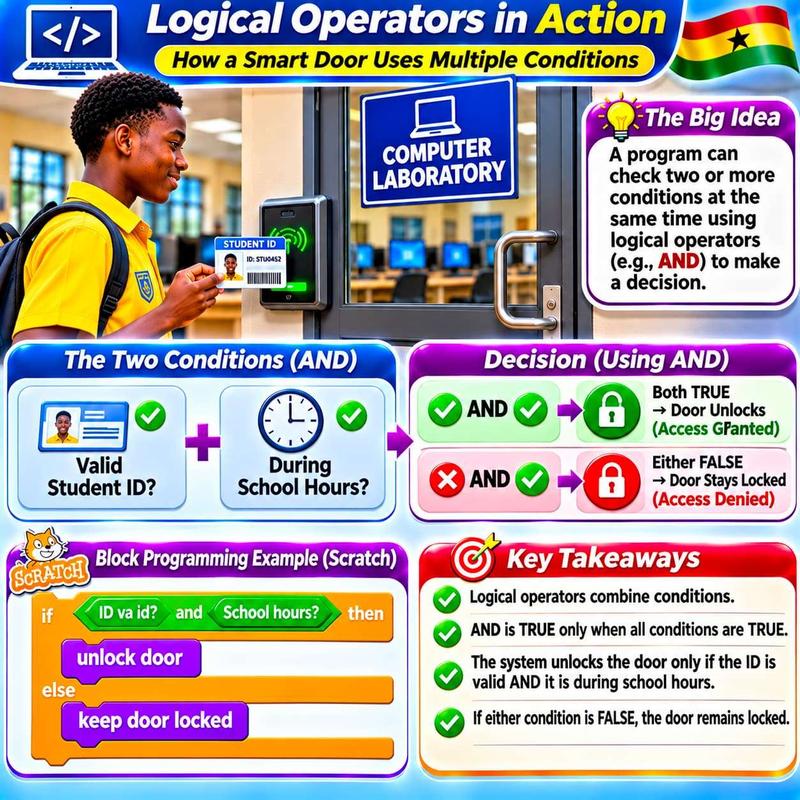 </>
Logical Operators in Action
How a Smart Door Uses Multiple Conditions
COMPUTER
LABORATORY
STUDENT ID
ID: STU0452
The Big Idea
A program can
check two or more
conditions at the
same time using
logical operators
(e.g., AND) to make
a decision.
The Two Conditions (AND)
Valid
Student ID?
+
During
School Hours?
Decision (Using AND)
AND
Both TRUE
→ Door Unlocks
(Access GPanted)
AND
Either FALSE
→ Door Stays Locked
(Access Denied)
SCRATCH
Block Programming Example (Scratch)
if ID va id? and School hours? then
unlock door
else
keep door locked
Key Takeaways
Logical operators combine conditions.
AND is TRUE only when all conditions are TRUE.
The system unlocks the door only if the ID is
valid AND it is during school hours.
If either condition is FALSE, the door remains locked.